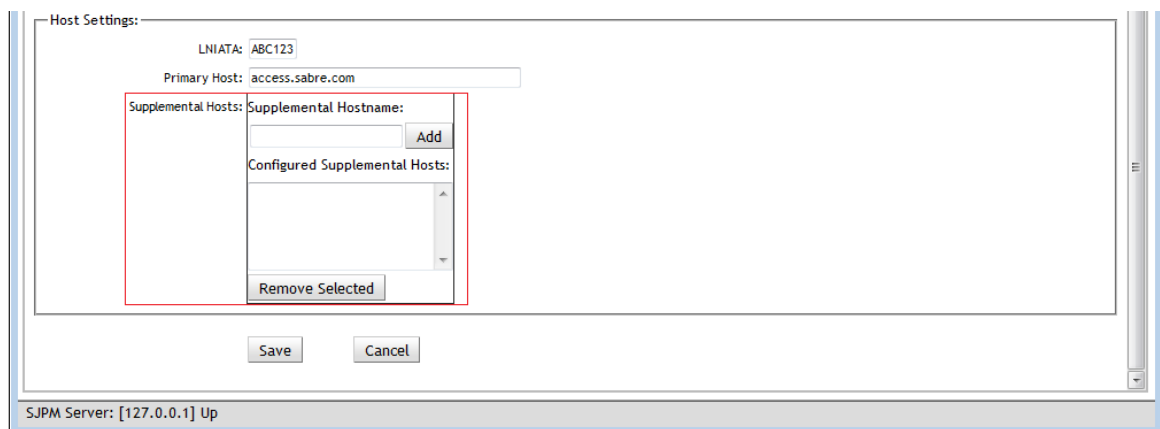 Host Settings:
LNIATA: ABC123
Primary Host: access.sabre.com
Supplemental Hosts: Supplemental Hostname:
Add
Configured Supplemental Hosts:
Remove Selected
Save Cancel
SJPM Server: [127.0.0.1] Up